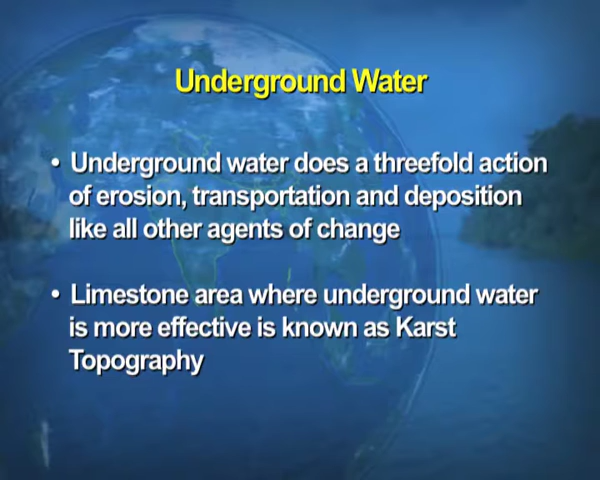 Underground Water
• Underground water does a threefold action
of erosion, transportation and deposition
like all other agents of change
• Limestone area where underground water
is more effective is known as Karst
Topography